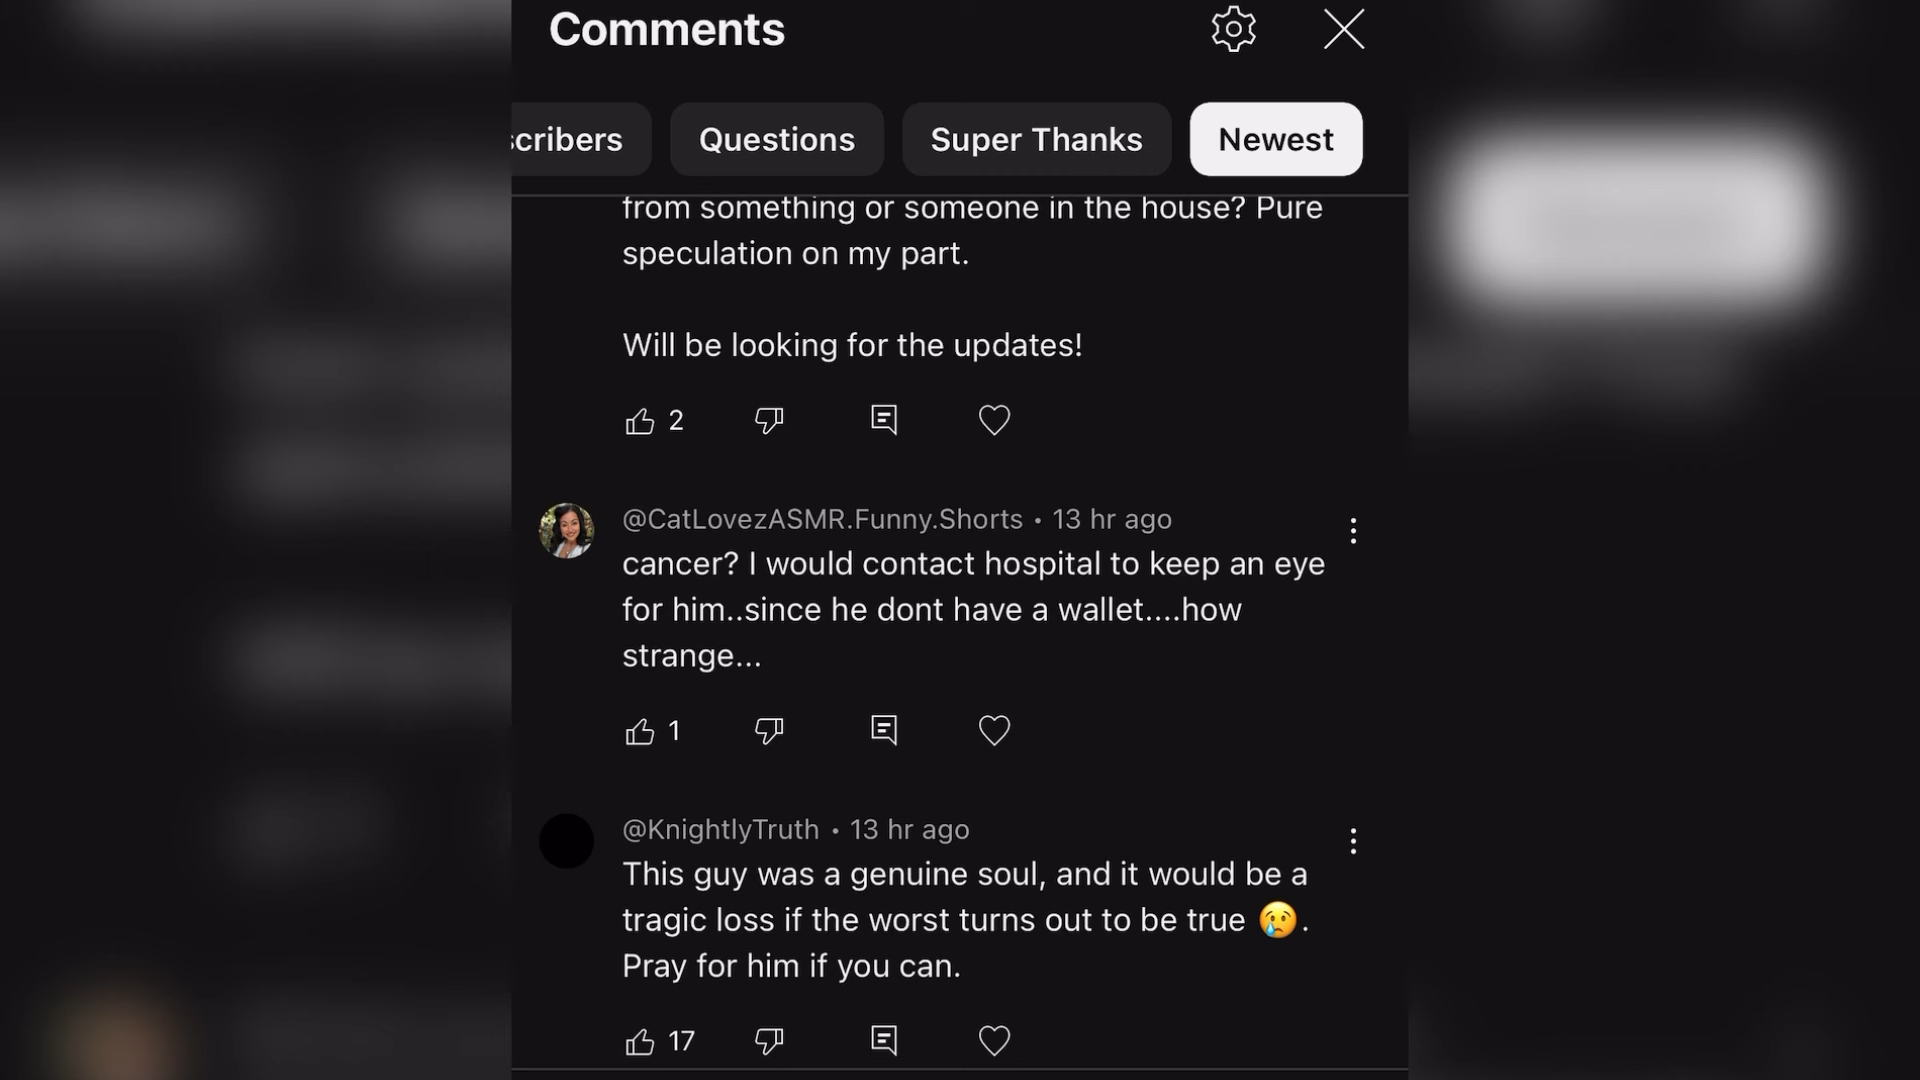 Comments
scribers Questions Super Thanks Newest
from something or someone in the house? Pure
speculation on my part.
Will be looking for the updates!
2
@CatLovezASMR.Funny.Shorts • 13 hr ago
cancer? I would contact hospital to keep an eye
for him..since he dont have a wallet....how
strange...
1
@KnightlyTruth • 13 hr ago
This guy was a genuine soul, and it would be a
tragic loss if the worst turns out to be true 😢.
Pray for him if you can.
17